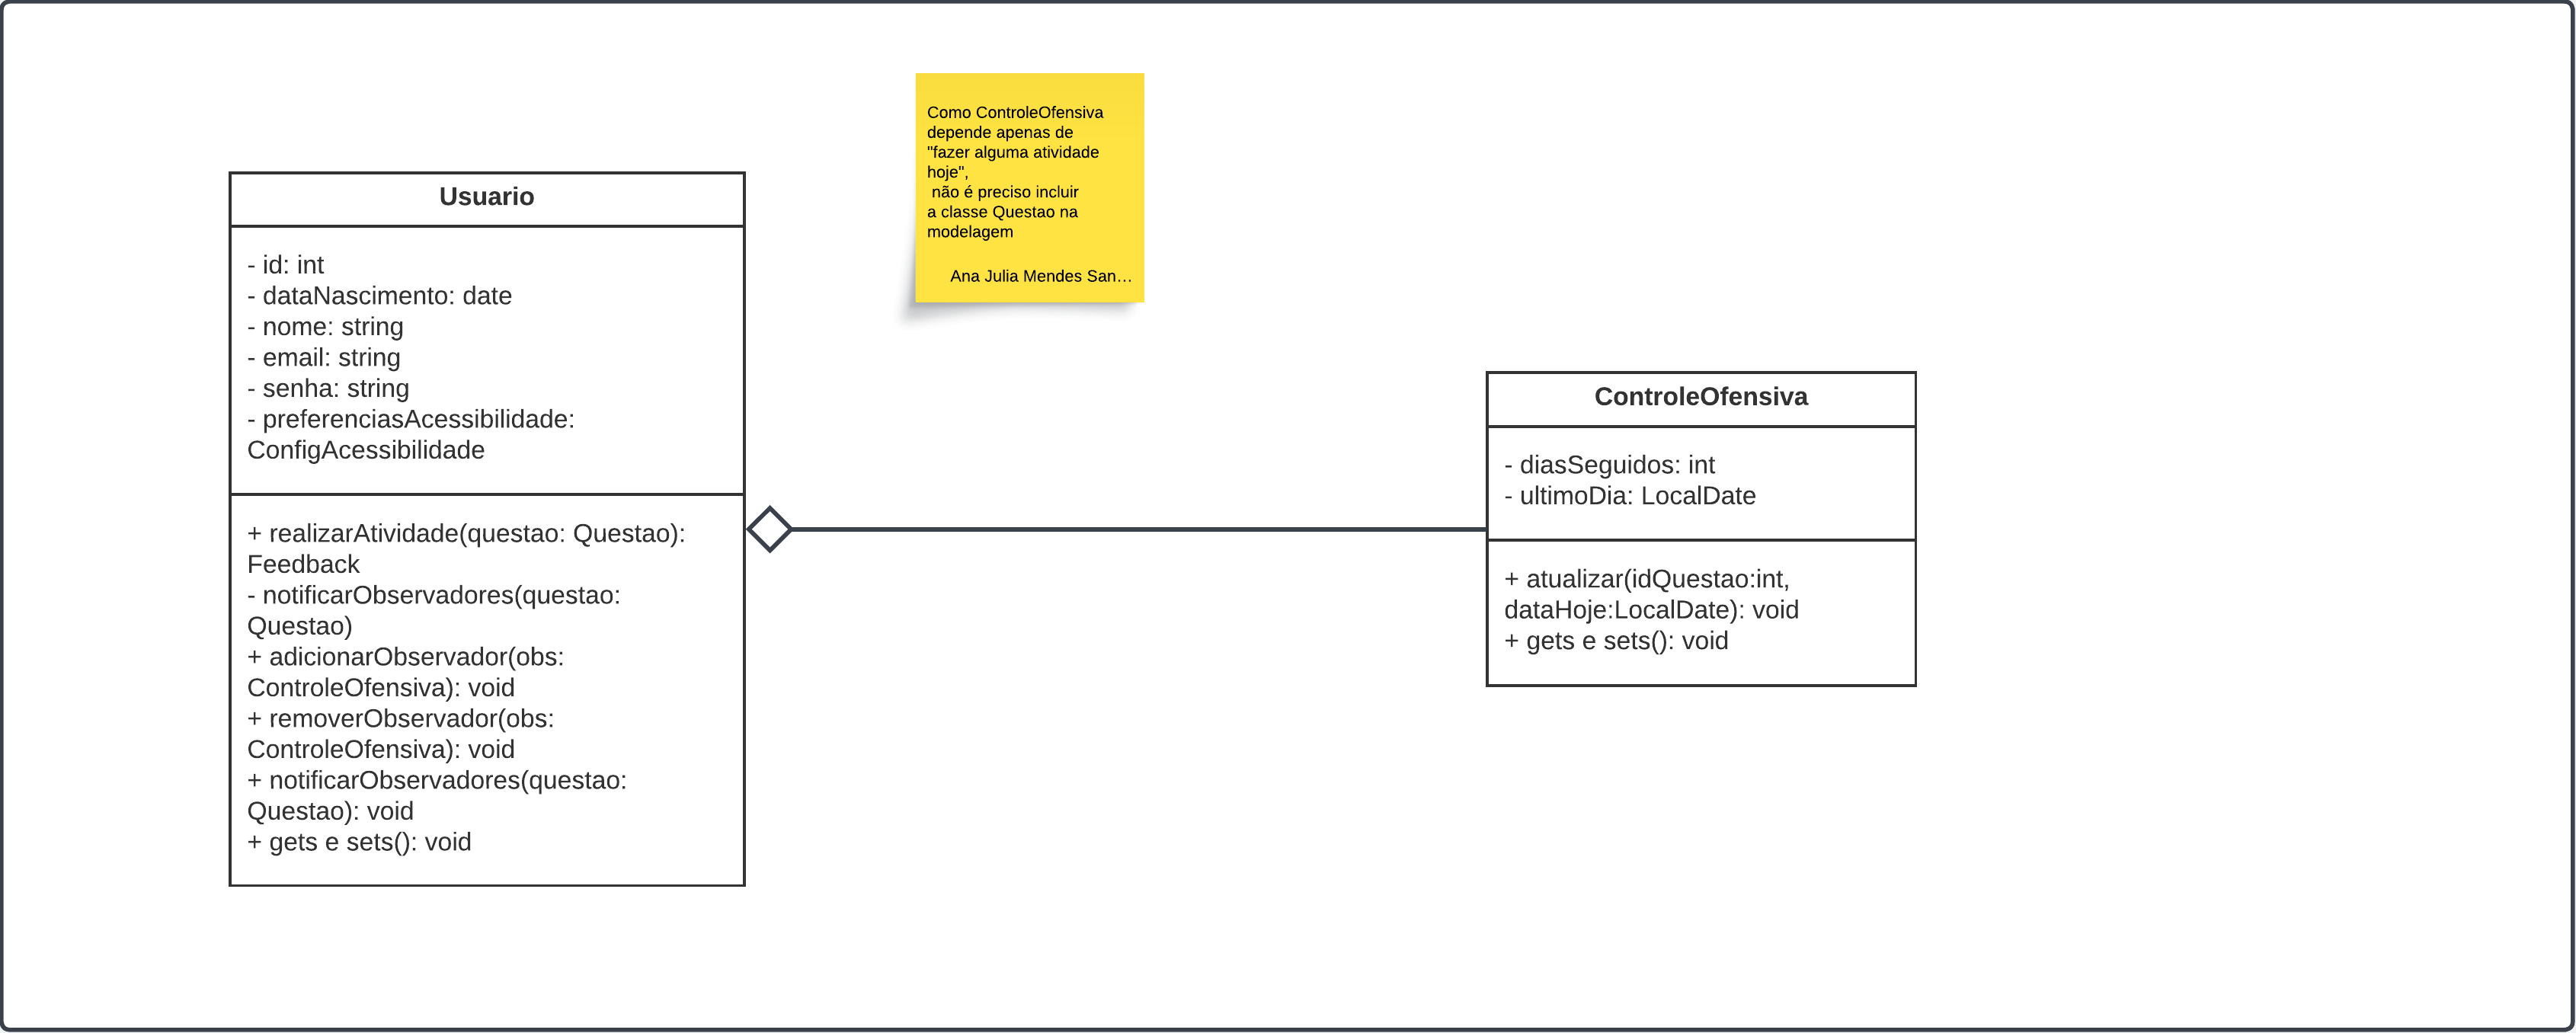 Como ControleOfensiva
depende apenas de
"fazer alguma atividade
hoje",
não é preciso incluir
a classe Questao na
modelagem
Ana Julia Mendes San...
Usuario
- id: int
- dataNascimento: date
- nome: string
- email: string
- senha: string
- preferenciasAcessibilidade:
ConfigAcessibilidade
+ realizarAtividade(questao: Questao):
Feedback
- notificarObservadores(questao:
Questao)
+ adicionarObservador(obs:
ControleOfensiva): void
+ removerObservador(obs:
ControleOfensiva): void
+ notificarObservadores(questao:
Questao): void
+ gets e sets(): void
ControleOfensiva
- diasSeguidos: int
- ultimoDia: LocalDate
+ atualizar(idQuestao:int,
dataHoje:LocalDate): void
+ gets e sets(): void